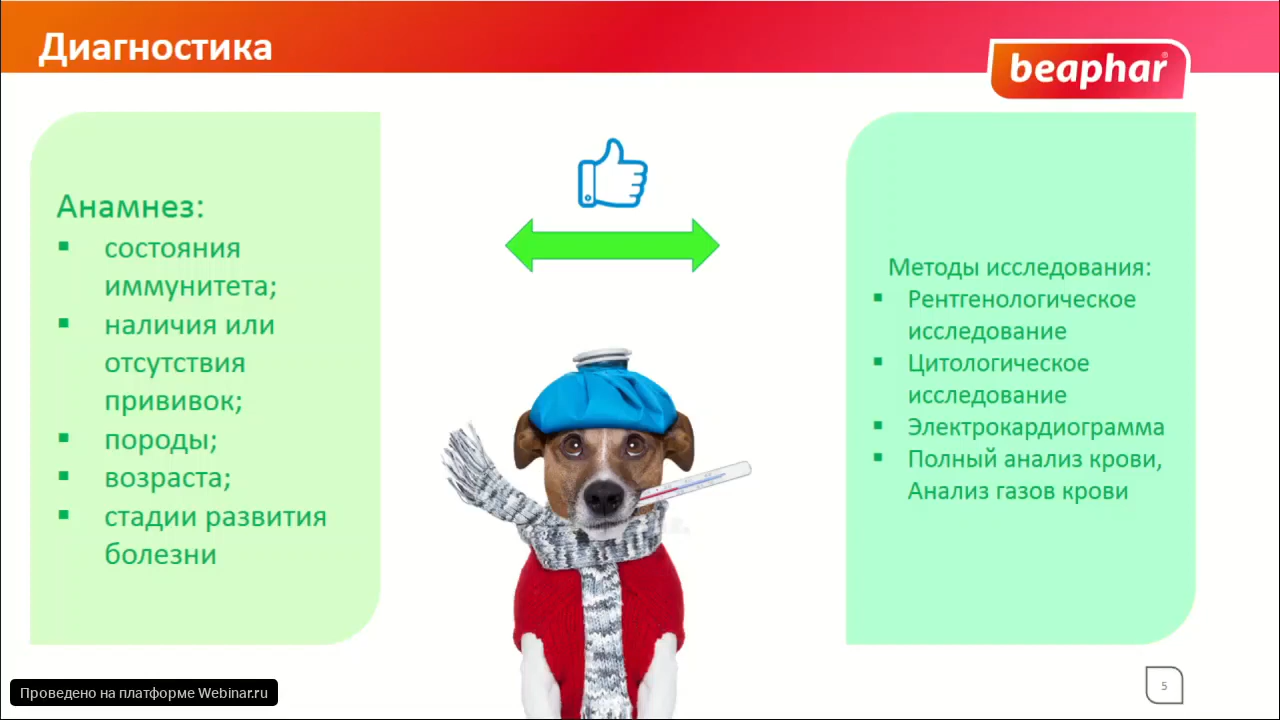 Диагностика
beaphar®
Анамнез:
▪ состояния
иммунитета;
▪ наличия или
отсутствия
прививок;
▪ породы;
▪ возраста;
▪ стадии развития
болезни
Методы исследования:
▪ Рентгенологическое
исследование
▪ Цитологическое
исследование
▪ Электрокардиограмма
▪ Полный анализ крови,
Анализ газов крови
Проведено на платформе Webinar.ru
5